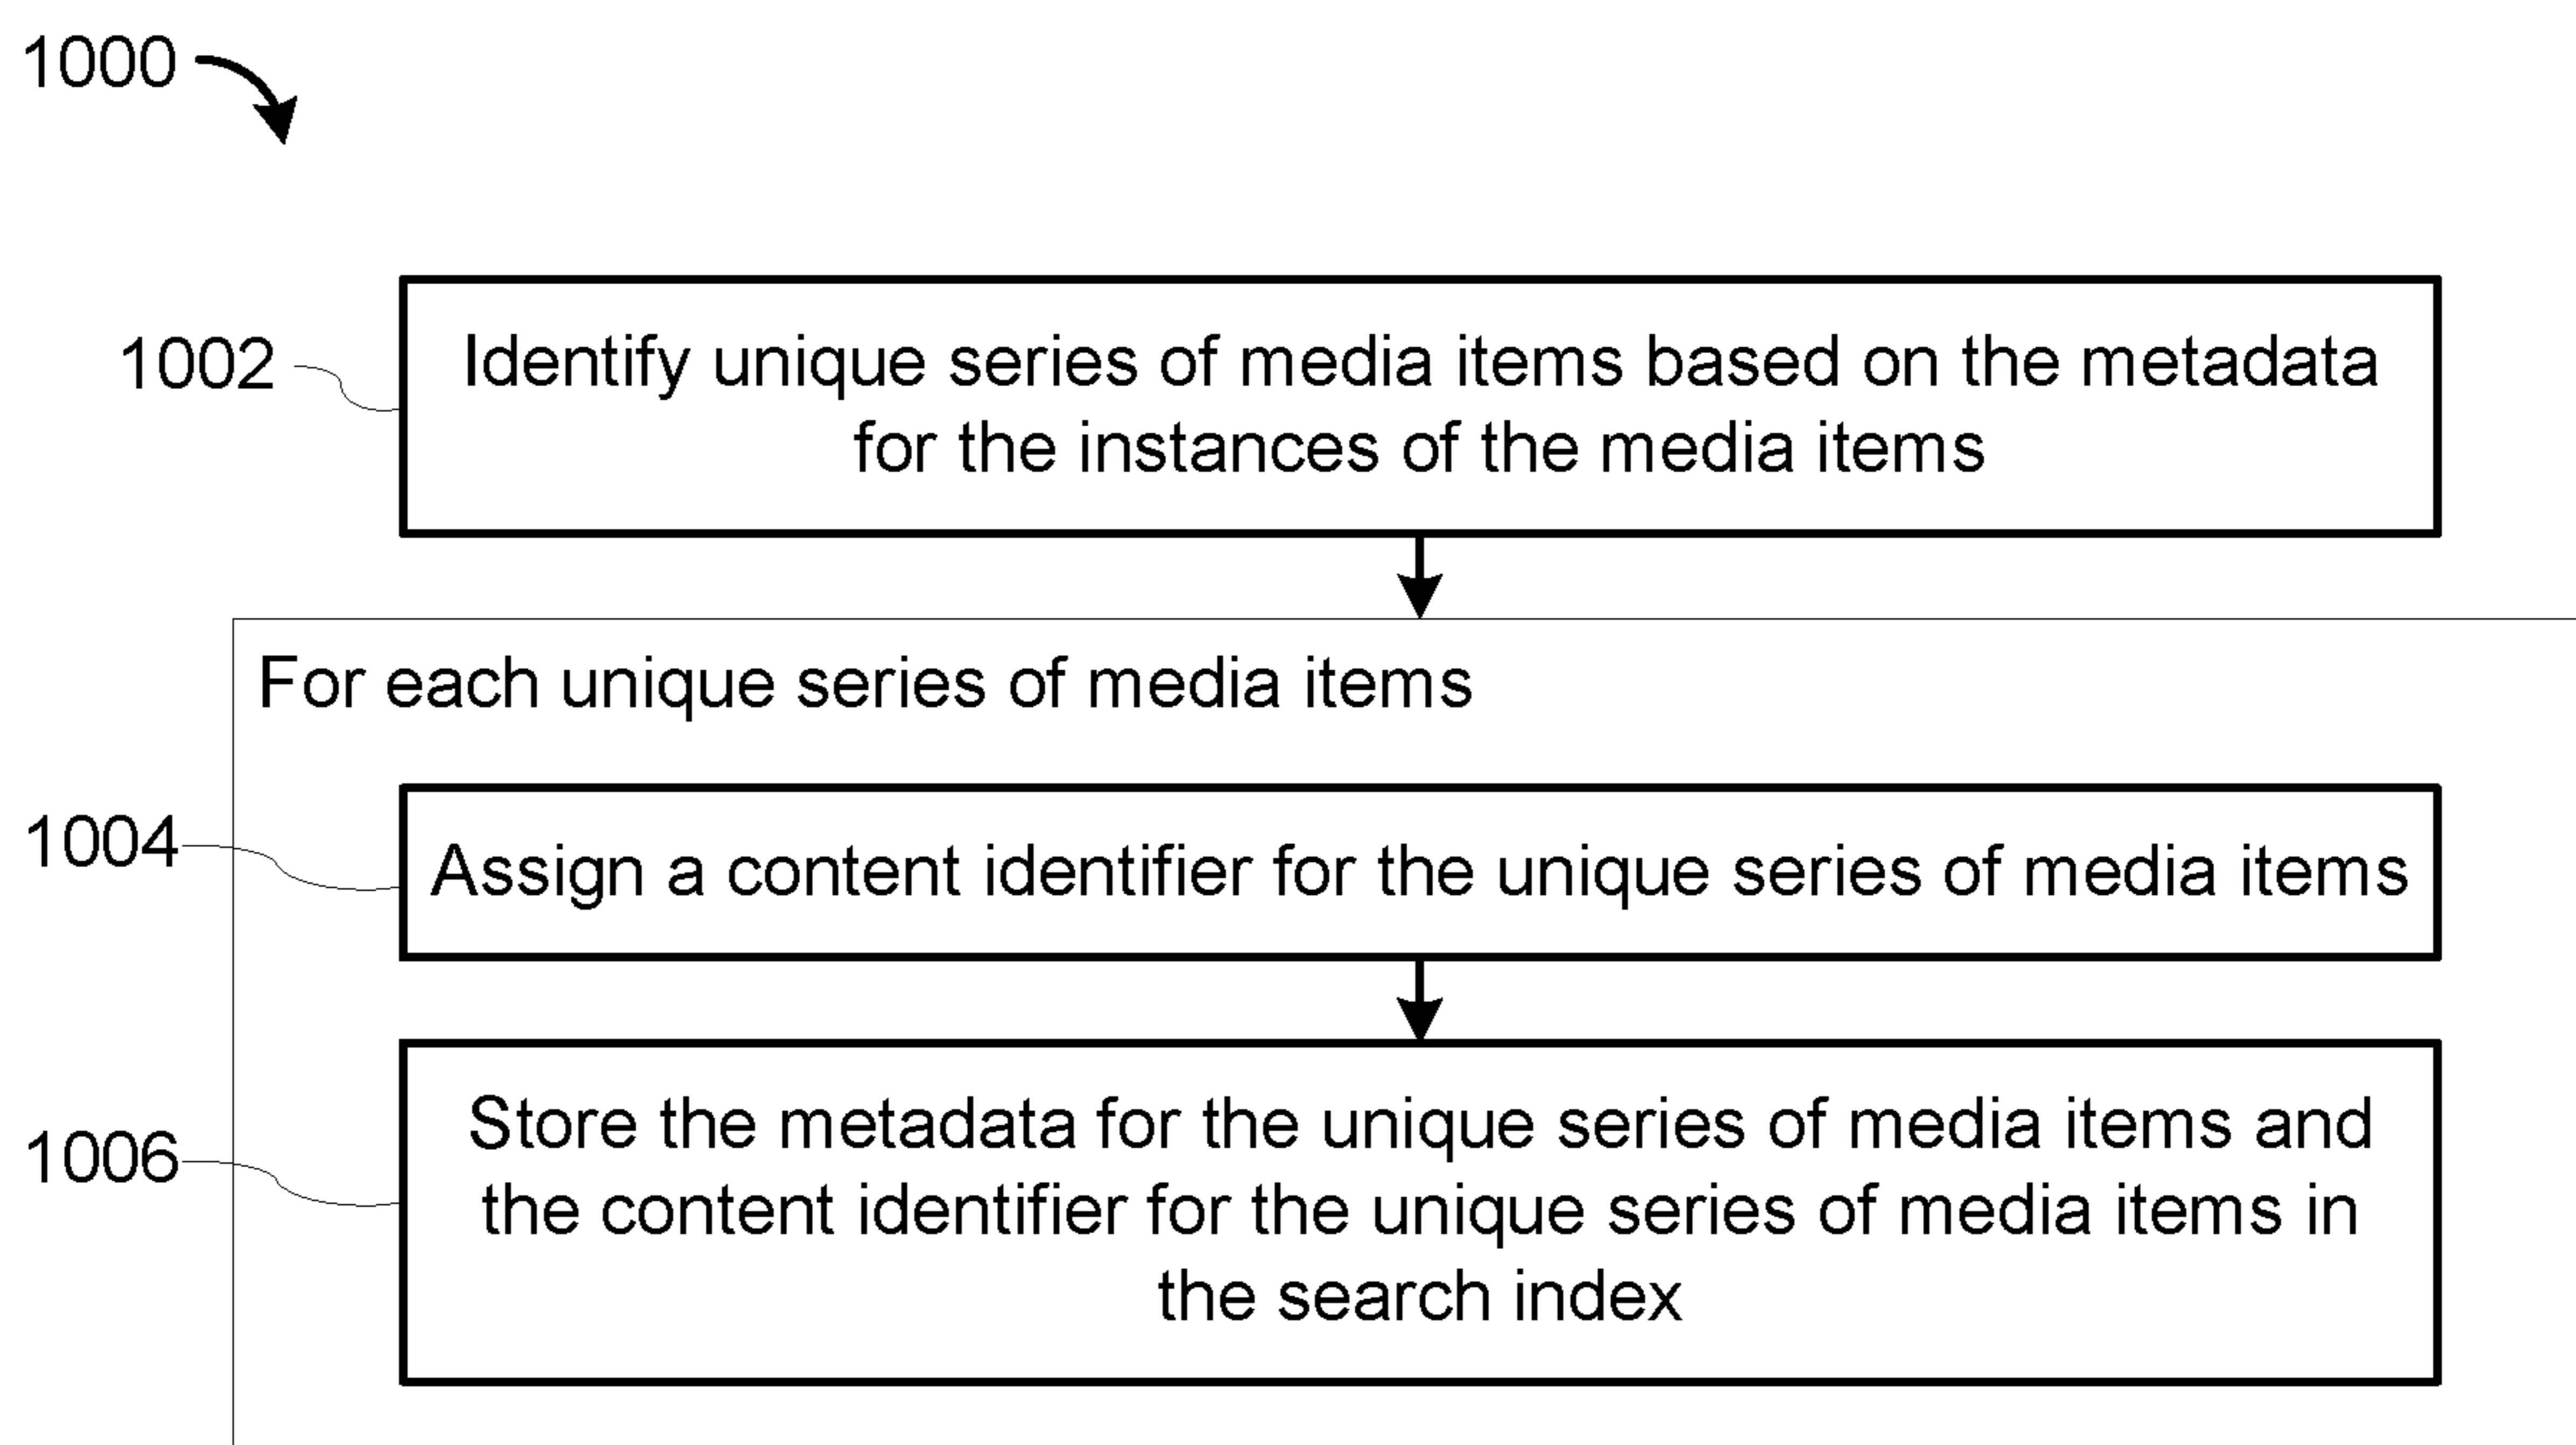 1000
1002
Identify unique series of media items based on the metadata
for the instances of the media items
For each unique series of media items
1004
Assign a content identifier for the unique series of media items
1006
Store the metadata for the unique series of media items and
the content identifier for the unique series of media items in
the search index